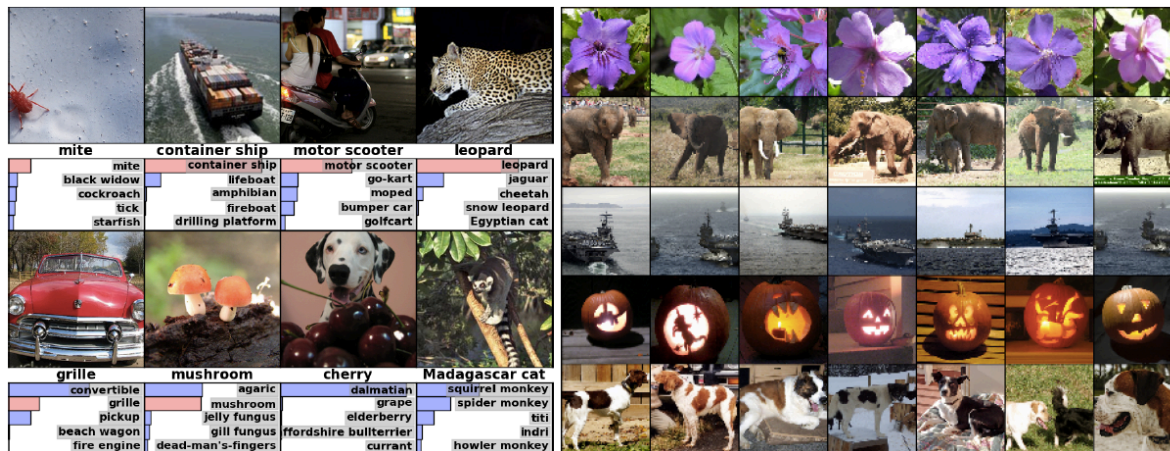 mite
container ship
motor scooter
leopard
mite
black widow
cockroach
tick
starfish
container ship
lifeboat
amphibian
fireboat
drilling platform
motor scooter
go-kart
moped
bumper car
golfcart
leopard
jaguar
cheetah
snow leopard
Egyptian cat
grille
mushroom
cherry
Madagascar cat
convertible
grille
pickup
beach wagon
fire engine
agaric
mushroom
jelly fungus
gill fungus
dead-man's-fingers
dalmatian
grape
elderberry
ffordshire bullterrier
currant
squirrel monkey
spider monkey
titi
indri
howler monkey